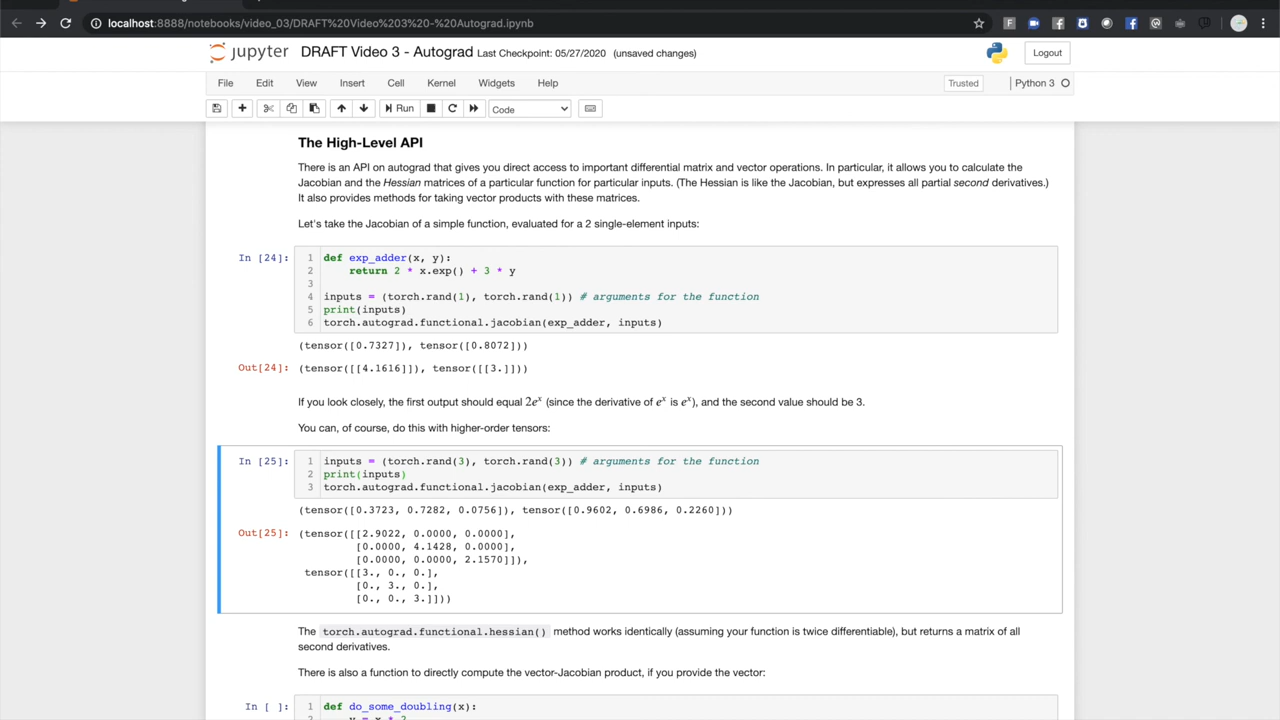 localhost:8888/notebooks/video_03/DRAFT%20Video%203%20-%20Autograd.ipynb
jupyter DRAFT Video 3 - Autograd Last Checkpoint: 05/27/2020 (unsaved changes)
Logout
File Edit View Insert Cell Kernel Widgets Help
Trusted
Python 3
Run
Code
The High-Level API
There is an API on autograd that gives you direct access to important differential matrix and vector operations. In particular, it allows you to calculate the
Jacobian and the Hessian matrices of a particular function for particular inputs. (The Hessian is like the Jacobian, but expresses all partial second derivatives.)
It also provides methods for taking vector products with these matrices.
Let's take the Jacobian of a simple function, evaluated for a 2 single-element inputs:
In [24]:
1 def exp_adder(x, y):
2     return 2 * x.exp() + 3 * y
3
4 inputs = (torch.rand(1), torch.rand(1)) # arguments for the function
5 print(inputs)
6 torch.autograd.functional.jacobian(exp_adder, inputs)
(tensor([0.7327]), tensor([0.8072]))
Out[24]: (tensor([[4.1616]]), tensor([[3.]]))
If you look closely, the first output should equal 2eˣ (since the derivative of eˣ is eˣ), and the second value should be 3.
You can, of course, do this with higher-order tensors:
In [25]:
1 inputs = (torch.rand(3), torch.rand(3)) # arguments for the function
2 print(inputs)
3 torch.autograd.functional.jacobian(exp_adder, inputs)
(tensor([0.3723, 0.7282, 0.0756]), tensor([0.9602, 0.6986, 0.2260]))
Out[25]: (tensor([[2.9022, 0.0000, 0.0000],
[0.0000, 4.1428, 0.0000],
[0.0000, 0.0000, 2.1570]]),
tensor([[3., 0., 0.],
[0., 3., 0.],
[0., 0., 3.]]))
The torch.autograd.functional.hessian() method works identically (assuming your function is twice differentiable), but returns a matrix of all
second derivatives.
There is also a function to directly compute the vector-Jacobian product, if you provide the vector:
In [ ]:
1 def do_some_doubling(x):
2     y = x * 2